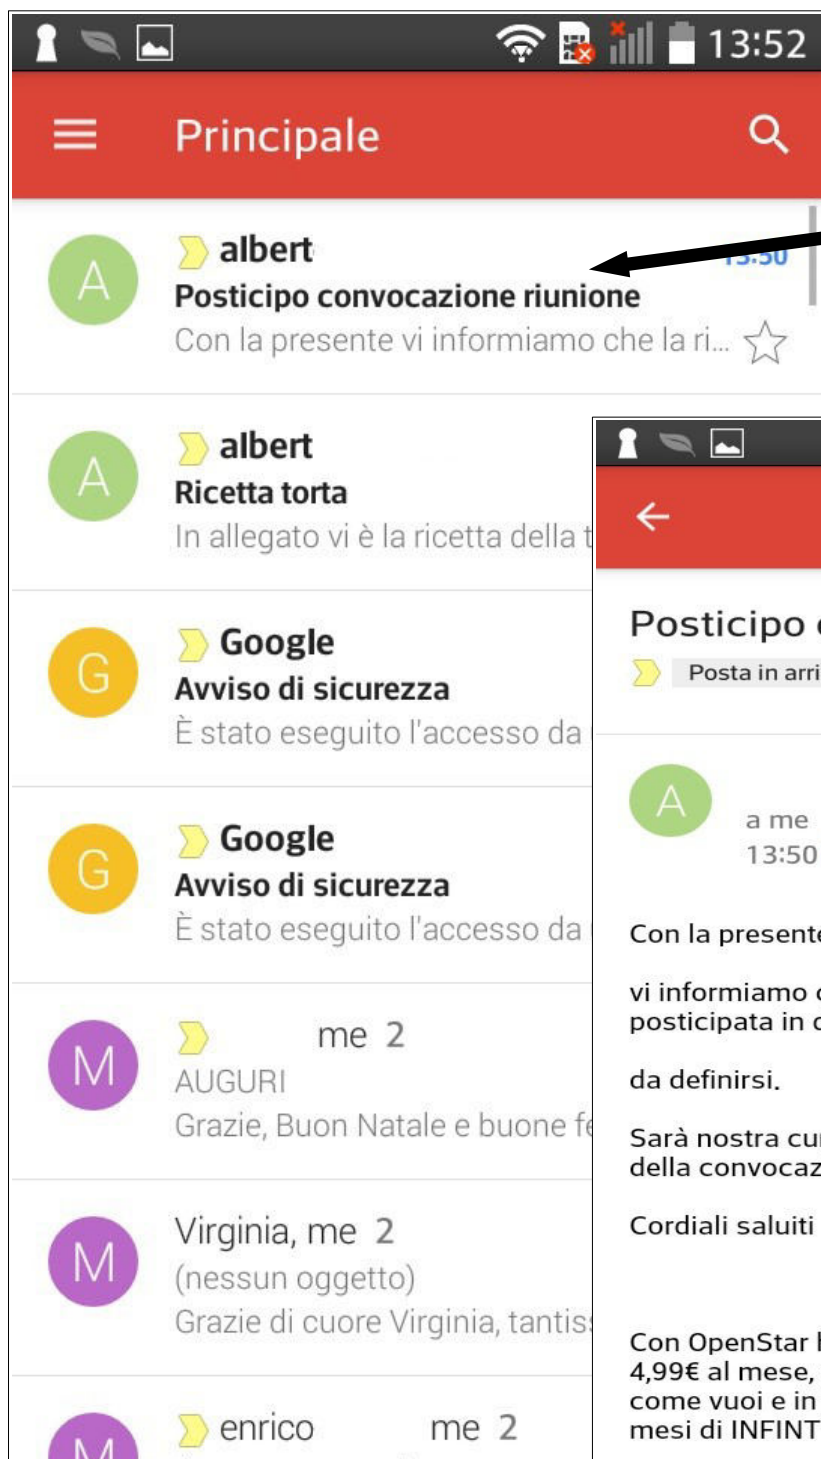 13:52
Principale
A
albert
13:50
Posticipo convocazione riunione
Con la presente vi informiamo che la ri...
A
albert
Ricetta torta
In allegato vi è la ricetta della t
G
Google
Avviso di sicurezza
È stato eseguito l'accesso da
G
Google
Avviso di sicurezza
È stato eseguito l'accesso da
M
me 2
AUGURI
Grazie, Buon Natale e buone fe
M
Virginia, me 2
(nessun oggetto)
Grazie di cuore Virginia, tantis
M
enrico me 2
Posticipo
Posta in arri
A
a me
13:50
Con la presente
vi informiamo
posticipata in
da definirsi.
Sarà nostra cu
della convocaz
Cordiali saluiti
Con OpenStar
4,99€ al mese,
come vuoi e in
mesi di INFINT